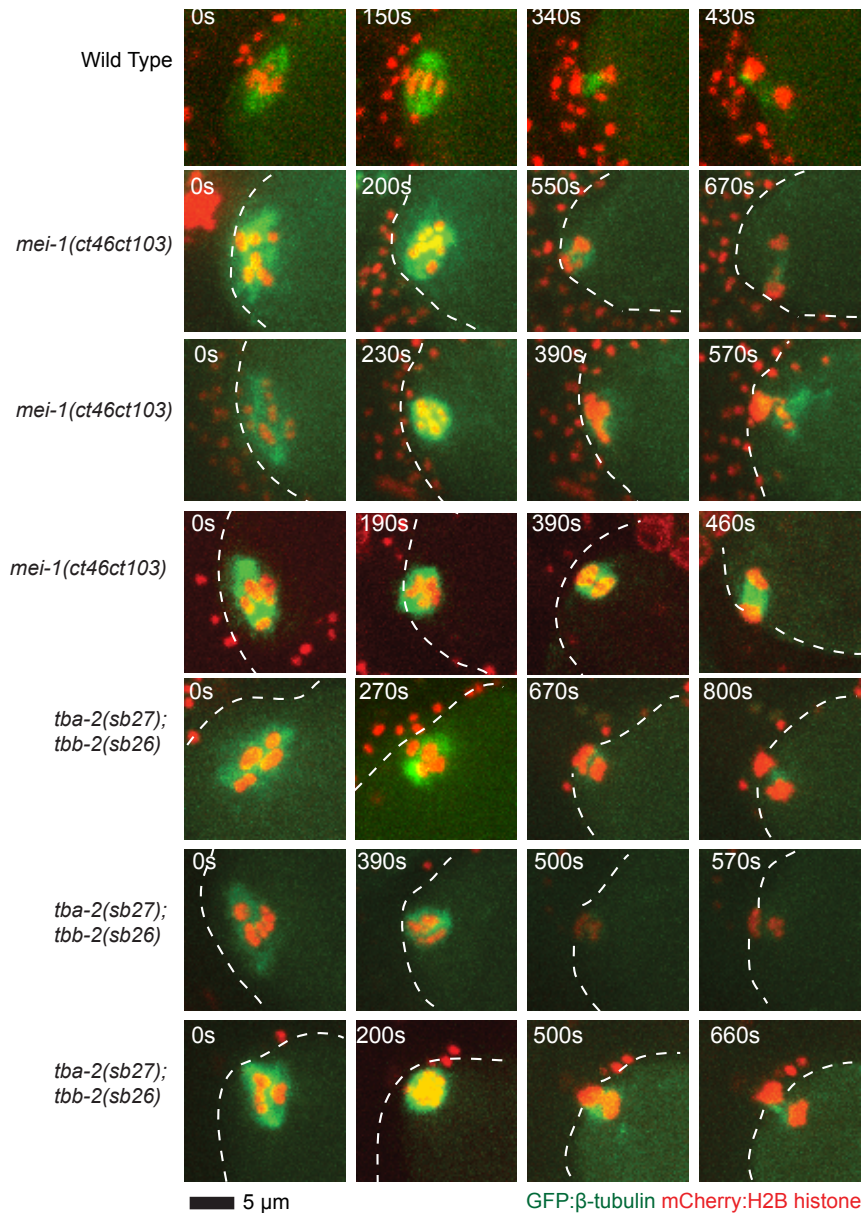 0s 150s 340s 430s
Wild Type
0s 200s 550s 670s
mei-1(ct46ct103)
0s 230s 390s 570s
mei-1(ct46ct103)
0s 190s 390s 460s
mei-1(ct46ct103)
0s 270s 670s 800s
tba-2(sb27);
tbb-2(sb26)
0s 390s 500s 570s
tba-2(sb27);
tbb-2(sb26)
0s 200s 500s 660s
tba-2(sb27);
tbb-2(sb26)
5 µm GFP:β-tubulin mCherry:H2B histone